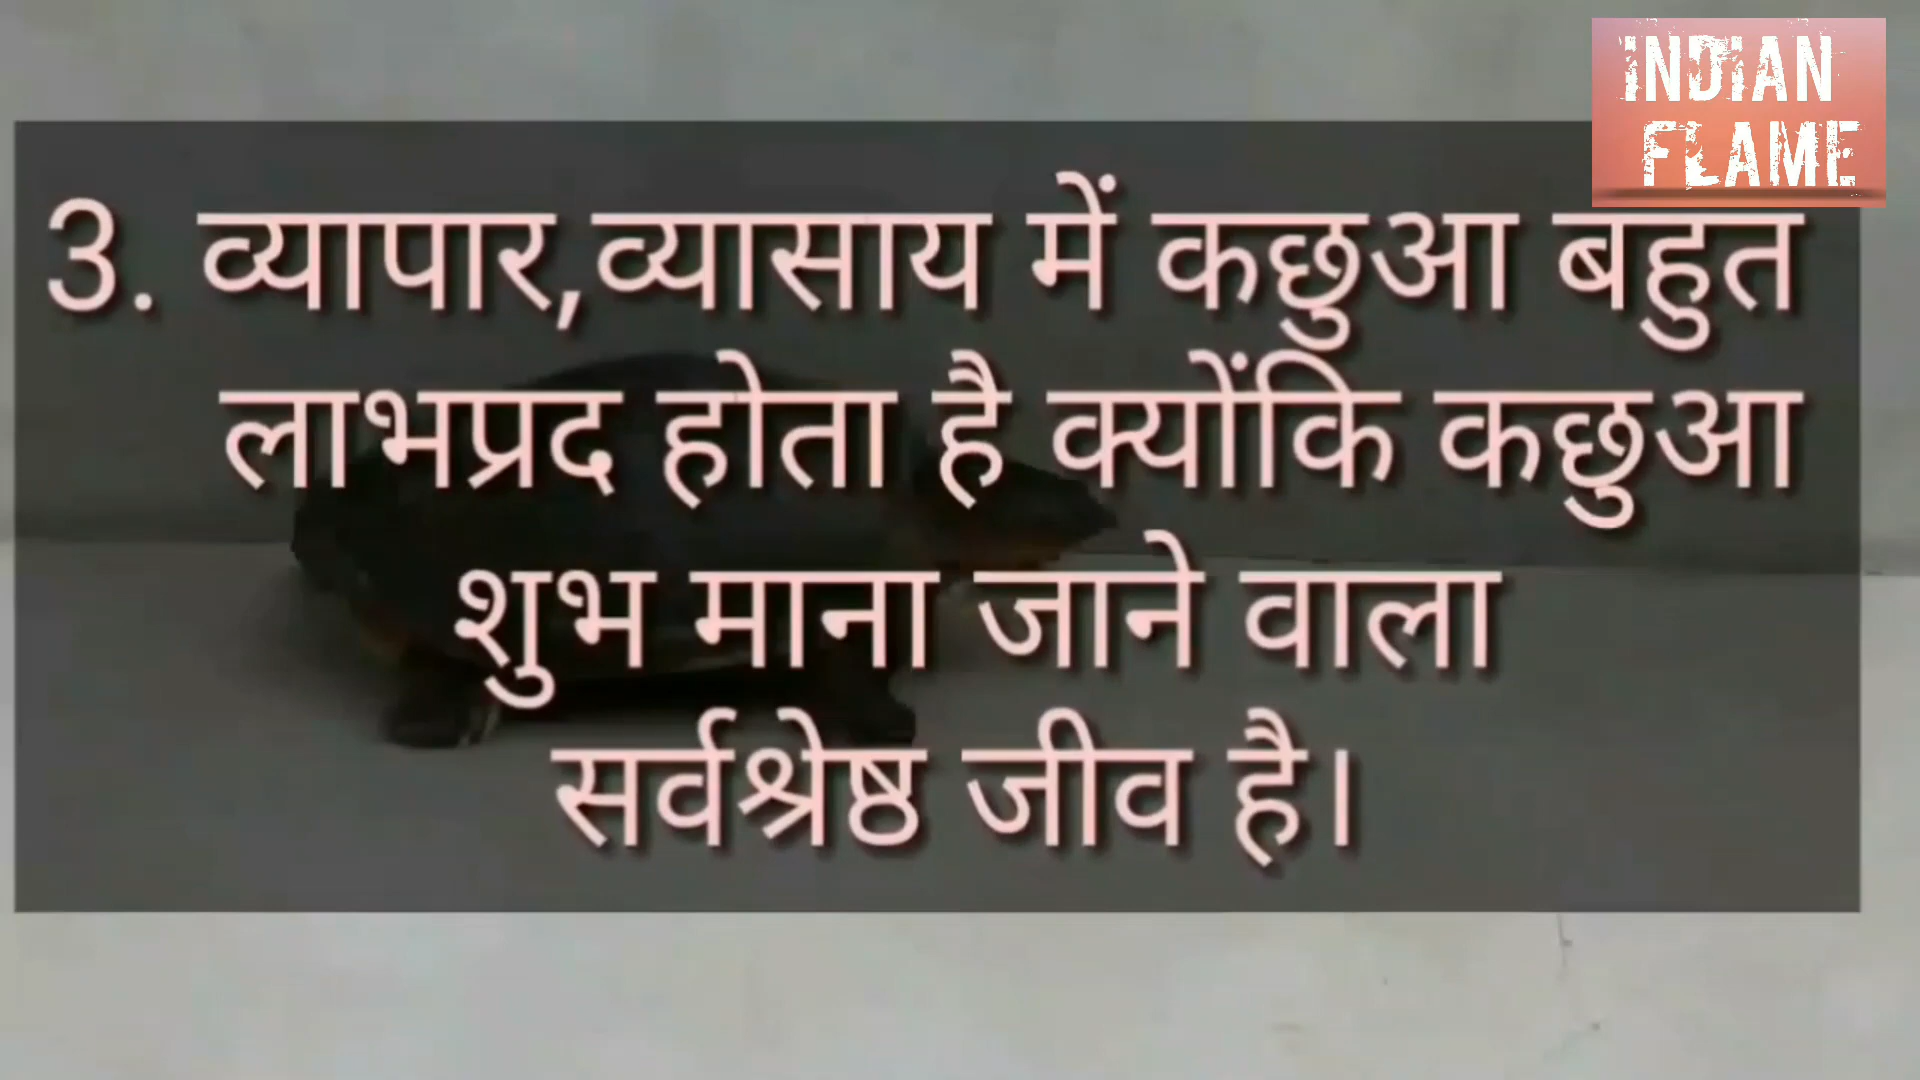 INDIAN
FLAME
3. व्यापार,व्यासाय में कछुआ बहुत
लाभप्रद होता है क्योंकि कछुआ
शुभ माना जाने वाला
सर्वश्रेष्ठ जीव है।